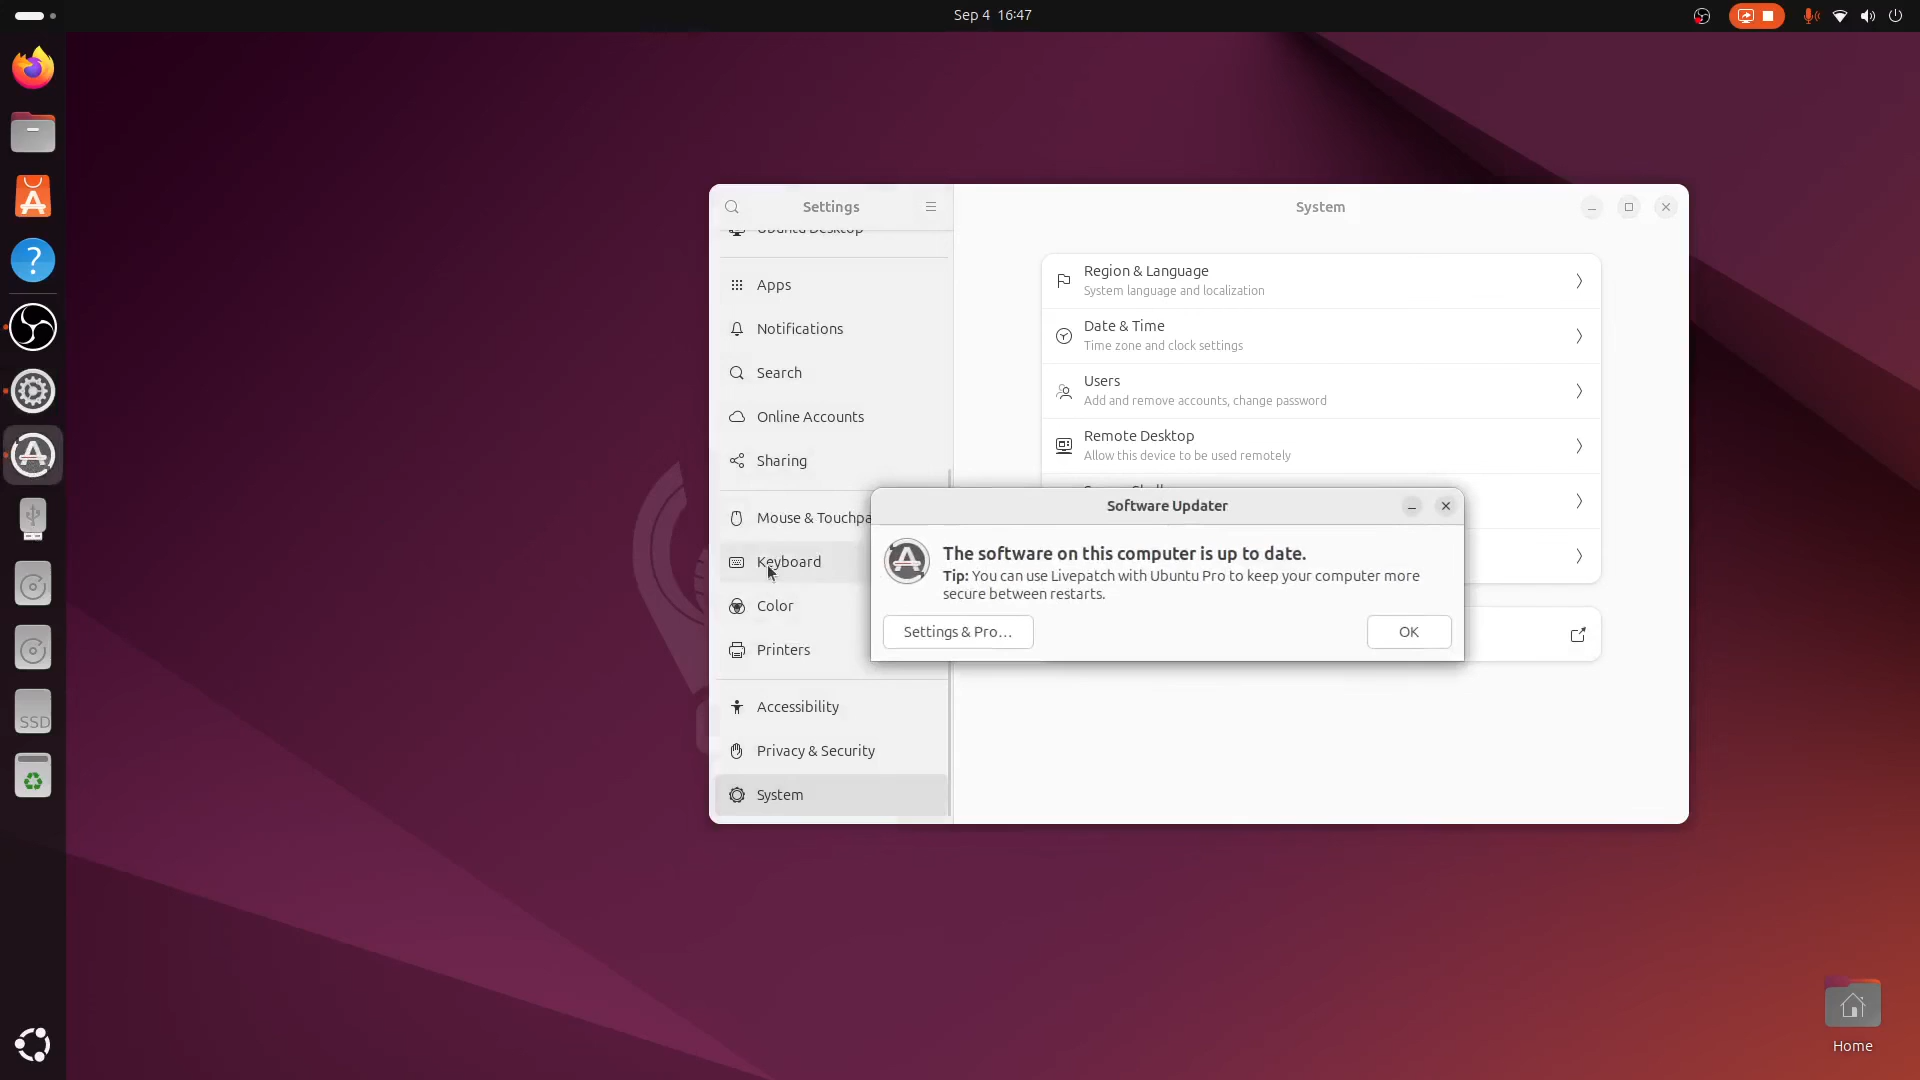 Sep 4 16:47
Settings
System
Ubuntu Desktop
Apps
Notifications
Search
Online Accounts
Sharing
Mouse & Touchpa
Keyboard
Color
Printers
Accessibility
Privacy & Security
System
Region & Language
System language and localization
Date & Time
Time zone and clock settings
Users
Add and remove accounts, change password
Remote Desktop
Allow this device to be used remotely
Software Updater
The software on this computer is up to date.
Tip: You can use Livepatch with Ubuntu Pro to keep your computer more
secure between restarts.
Settings & Pro…
OK
SSD
Home